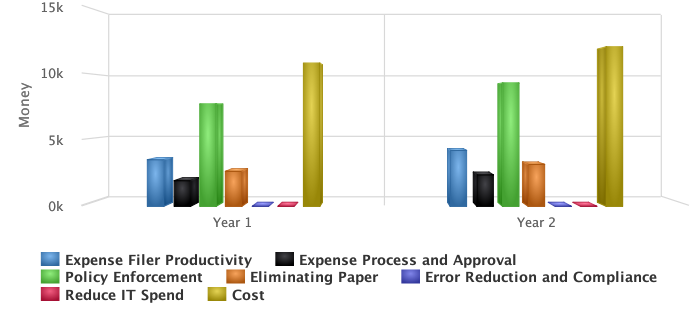 15k
10k
5k
0k
Money
Year 1
Year 2
Expense Filer Productivity
Expense Process and Approval
Policy Enforcement
Eliminating Paper
Error Reduction and Compliance
Reduce IT Spend
Cost